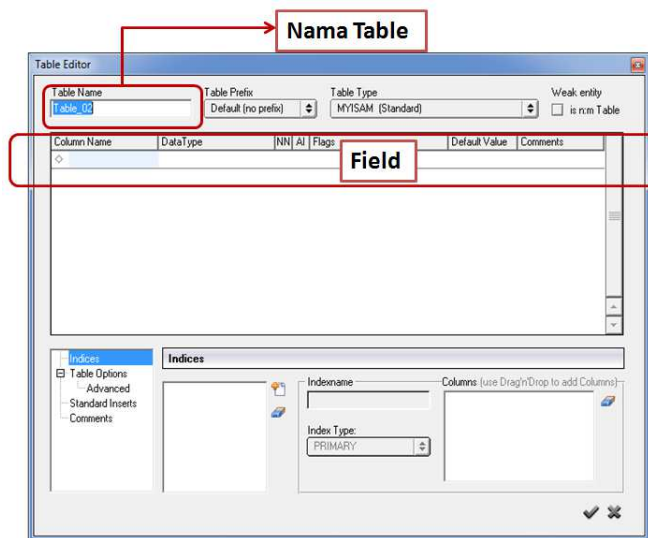 Nama Table
Table Editor
Table Name Table Prefix Table Type Weak entity
Table_02 Default (no prefix) MYISAM (Standard) is n:m Table
Column Name DataType NN AI Flags Default Value Comments
Field
Indices Indices
Table Options
Advanced
Standard Inserts
Comments
Indexname Columns (use Drag'n'Drop to add Columns)
Index Type:
PRIMARY